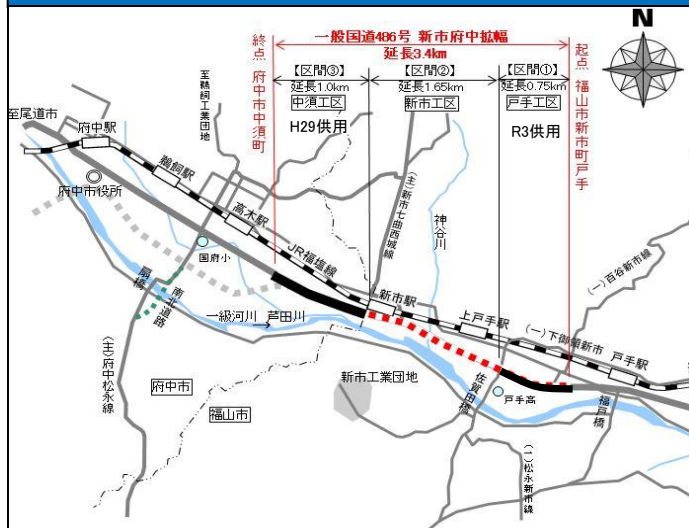 一般国道486号 新市府中拡幅
延長3.4km
N
終点 府中市中須町
起点 福山市新市町戸手
【区間③】
延長1.0km
中須工区
H29供用
【区間②】
延長1.65km
新市工区
【区間①】
延長0.75km
戸手工区
R3供用
至尾道市
府中駅
至鵜飼工業団地
鵜飼駅
府中市役所
高木駅
国府小
JR福塩線
(主)新市七曲西城線
神谷川
(一)百谷新市線
扇橋
南北道路
一級河川 芦田川
新市駅
上戸手駅
(一)下御領新市
戸手駅
(主)府中松永線
府中市
福山市
新市工業団地
佐賀田橋
戸手高
福戸橋
(一)松永新市線